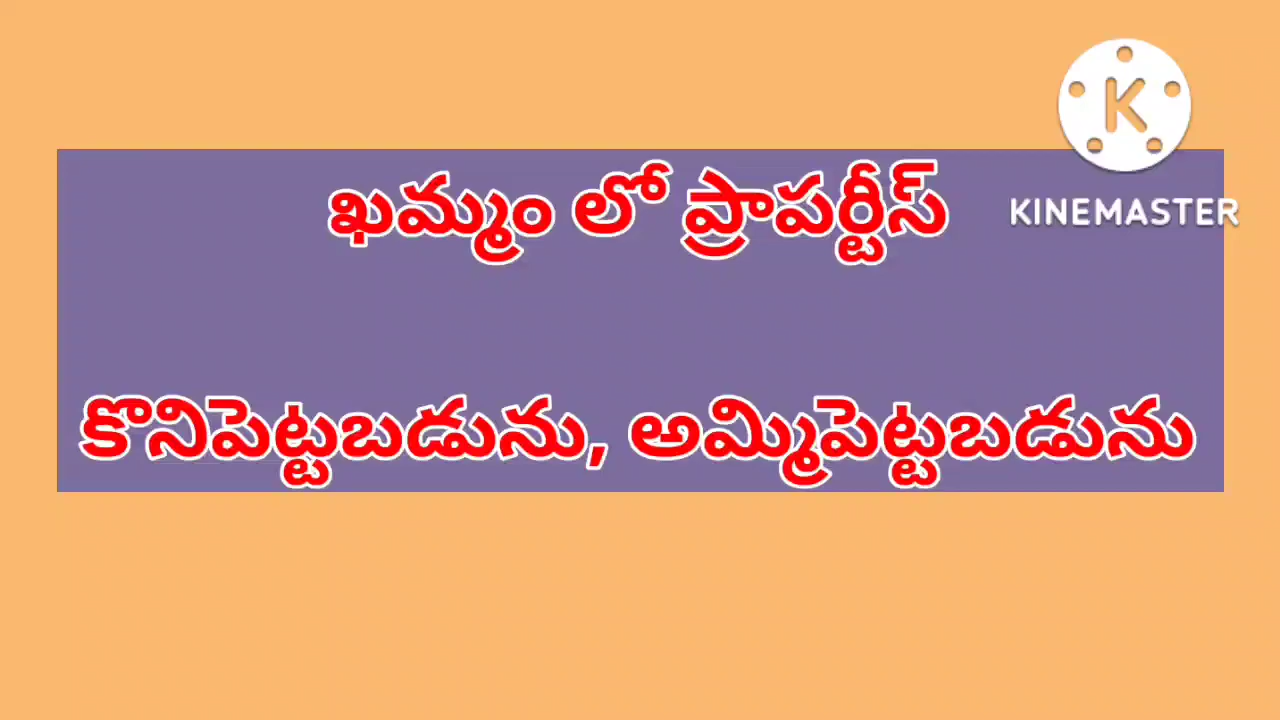 ఖమ్మం లో ప్రాపర్టీస్
KINEMASTER
కొనిపెట్టబడును, అమ్మిపెట్టబడును